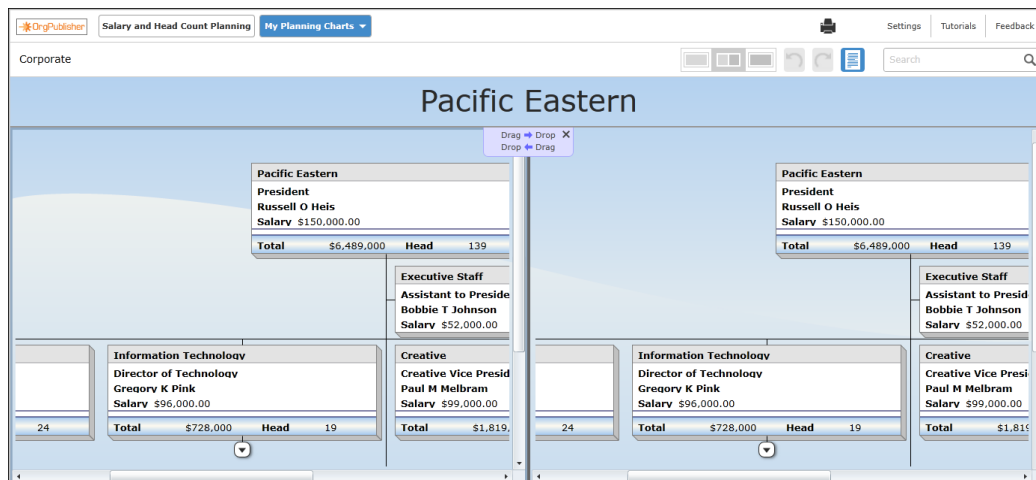 OrgPublisher Salary and Head Count Planning My Planning Charts Settings Tutorials Feedback
Corporate Search
Pacific Eastern
Drag Drop
Drop Drag
Pacific Eastern
President
Russell O Heis
Salary $150,000.00
Total $6,489,000 Head 139
Executive Staff
Assistant to Preside
Bobbie T Johnson
Salary $52,000.00
24
Information Technology
Director of Technology
Gregory K Pink
Salary $96,000.00
Total $728,000 Head 19
Creative
Creative Vice Presid
Paul M Melbram
Salary $99,000.00
Total $1,819,
Pacific Eastern
President
Russell O Heis
Salary $150,000.00
Total $6,489,000 Head 139
Executive Staff
Assistant to Presid
Bobbie T Johnson
Salary $52,000.00
24
Information Technology
Director of Technology
Gregory K Pink
Salary $96,000.00
Total $728,000 Head 19
Creative
Creative Vice Presi
Paul M Melbram
Salary $99,000.00
Total $1,819